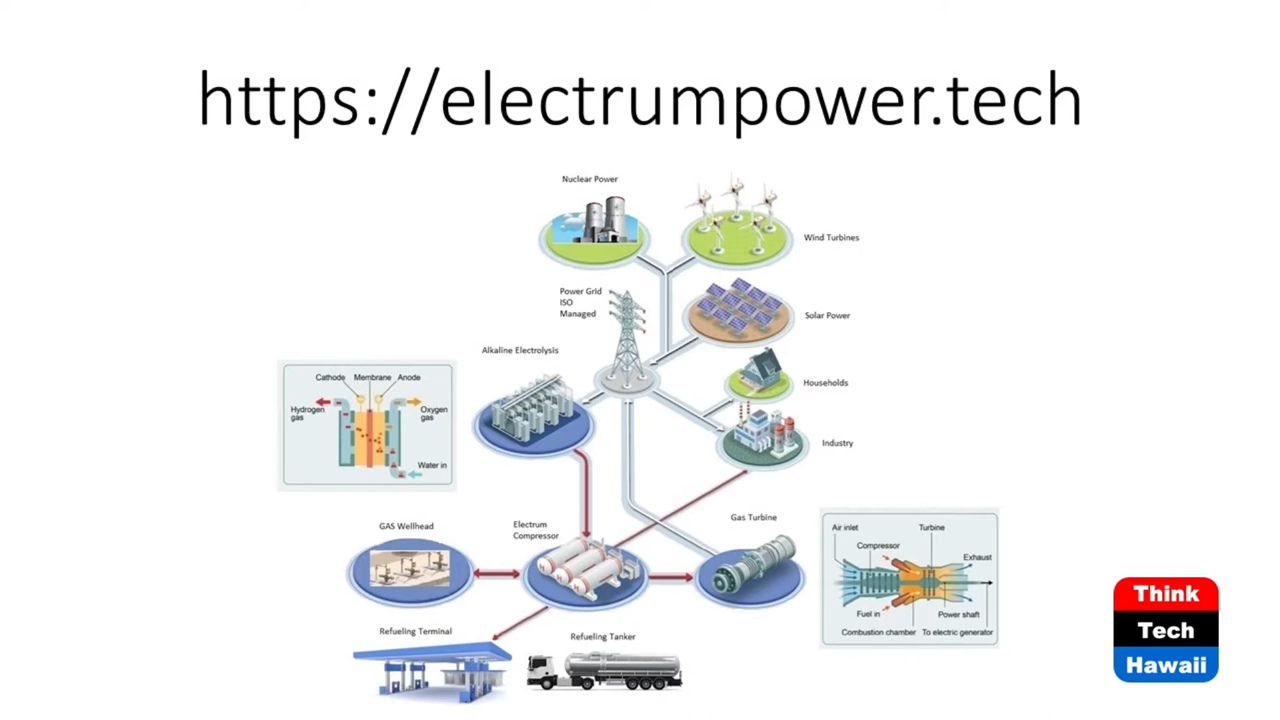 https://electrumpower.tech
Nuclear Power
Wind Turbines
Power Grid
ISO
Managed
Solar Power
Alkaline Electrolysis
Households
Cathode
Membrane
Anode
Hydrogen
gas
Oxygen
gas
Water in
Industry
GAS Wellhead
Electrum
Compressor
Gas Turbine
Air inlet
Turbine
Compressor
Exhaust
Fuel in
Power shaft
Combustion chamber
To electric generator
Refueling Terminal
Refueling Tanker
H
H
H
Think
Tech
Hawaii